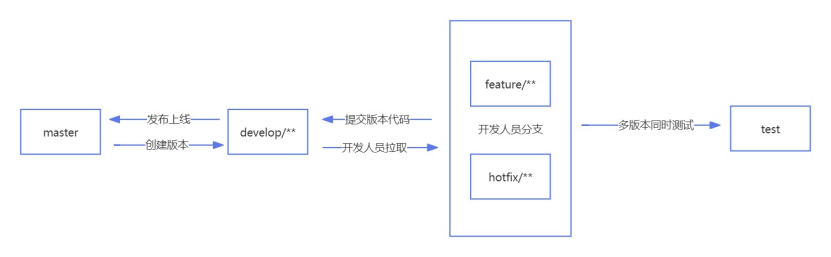 master
发布上线
创建版本
develop/**
提交版本代码
开发人员拉取
feature/**
开发人员分支
hotfix/**
多版本同时测试
test